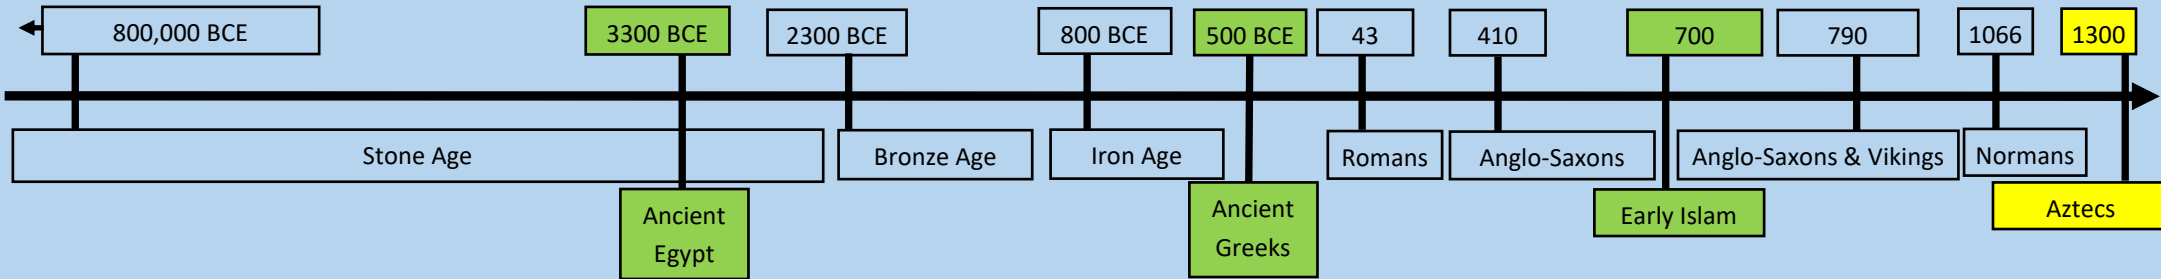 800,000 BCE
3300 BCE
2300 BCE
800 BCE
500 BCE
43
410
700
790
1066
1300
Stone Age
Bronze Age
Iron Age
Romans
Anglo-Saxons
Anglo-Saxons & Vikings
Normans
Ancient
Egypt
Ancient
Greeks
Early Islam
Aztecs